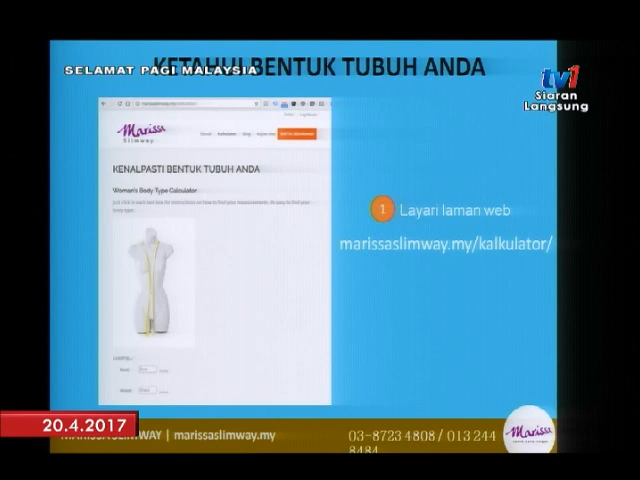 KETAHUI BENTUK TUBUH ANDA
SELAMAT PAGI MALAYSIA
tv1
Siaran
Langsung
Marissa
Slimway
KENALPASTI BENTUK TUBUH ANDA
Woman's Body Type Calculator
1 Layari laman web
marissaslimway.my/kalkulator/
20.4.2017
MARISSA SLIMWAY | marissaslimway.my
03-8723 4808 / 013 244
8484
Marissa